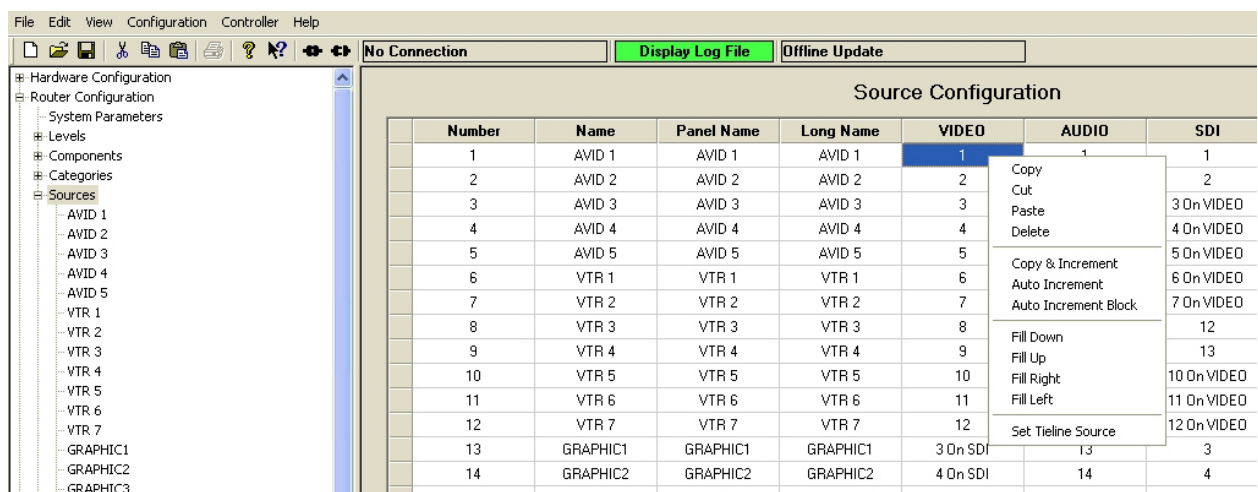 File Edit View Configuration Controller Help
No Connection Display Log File Offline Update
Hardware Configuration
Router Configuration
System Parameters
Levels
Components
Categories
Sources
AVID 1
AVID 2
AVID 3
AVID 4
AVID 5
VTR 1
VTR 2
VTR 3
VTR 4
VTR 5
VTR 6
VTR 7
GRAPHIC1
GRAPHIC2
GRAPHIC3
Source Configuration
Number Name Panel Name Long Name VIDEO AUDIO SDI
1 AVID 1 AVID 1 AVID 1 1 1 1
2 AVID 2 AVID 2 AVID 2 2 2
3 AVID 3 AVID 3 AVID 3 3 3 On VIDEO
4 AVID 4 AVID 4 AVID 4 4 4 On VIDEO
5 AVID 5 AVID 5 AVID 5 5 5 On VIDEO
6 VTR 1 VTR 1 VTR 1 6 6 On VIDEO
7 VTR 2 VTR 2 VTR 2 7 7 On VIDEO
8 VTR 3 VTR 3 VTR 3 8 12
9 VTR 4 VTR 4 VTR 4 9 13
10 VTR 5 VTR 5 VTR 5 10 10 On VIDEO
11 VTR 6 VTR 6 VTR 6 11 11 On VIDEO
12 VTR 7 VTR 7 VTR 7 12 12 On VIDEO
13 GRAPHIC1 GRAPHIC1 GRAPHIC1 3 On SDI 13 3
14 GRAPHIC2 GRAPHIC2 GRAPHIC2 4 On SDI 14 4
Copy
Cut
Paste
Delete
Copy & Increment
Auto Increment
Auto Increment Block
Fill Down
Fill Up
Fill Right
Fill Left
Set Tieline Source